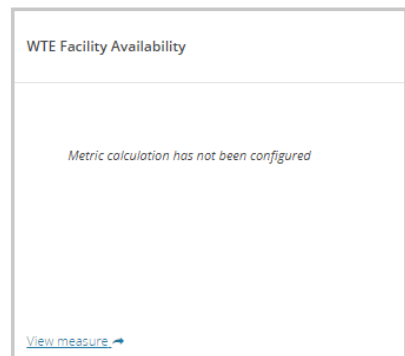 WTE Facility Availability
Metric calculation has not been configured
View measure